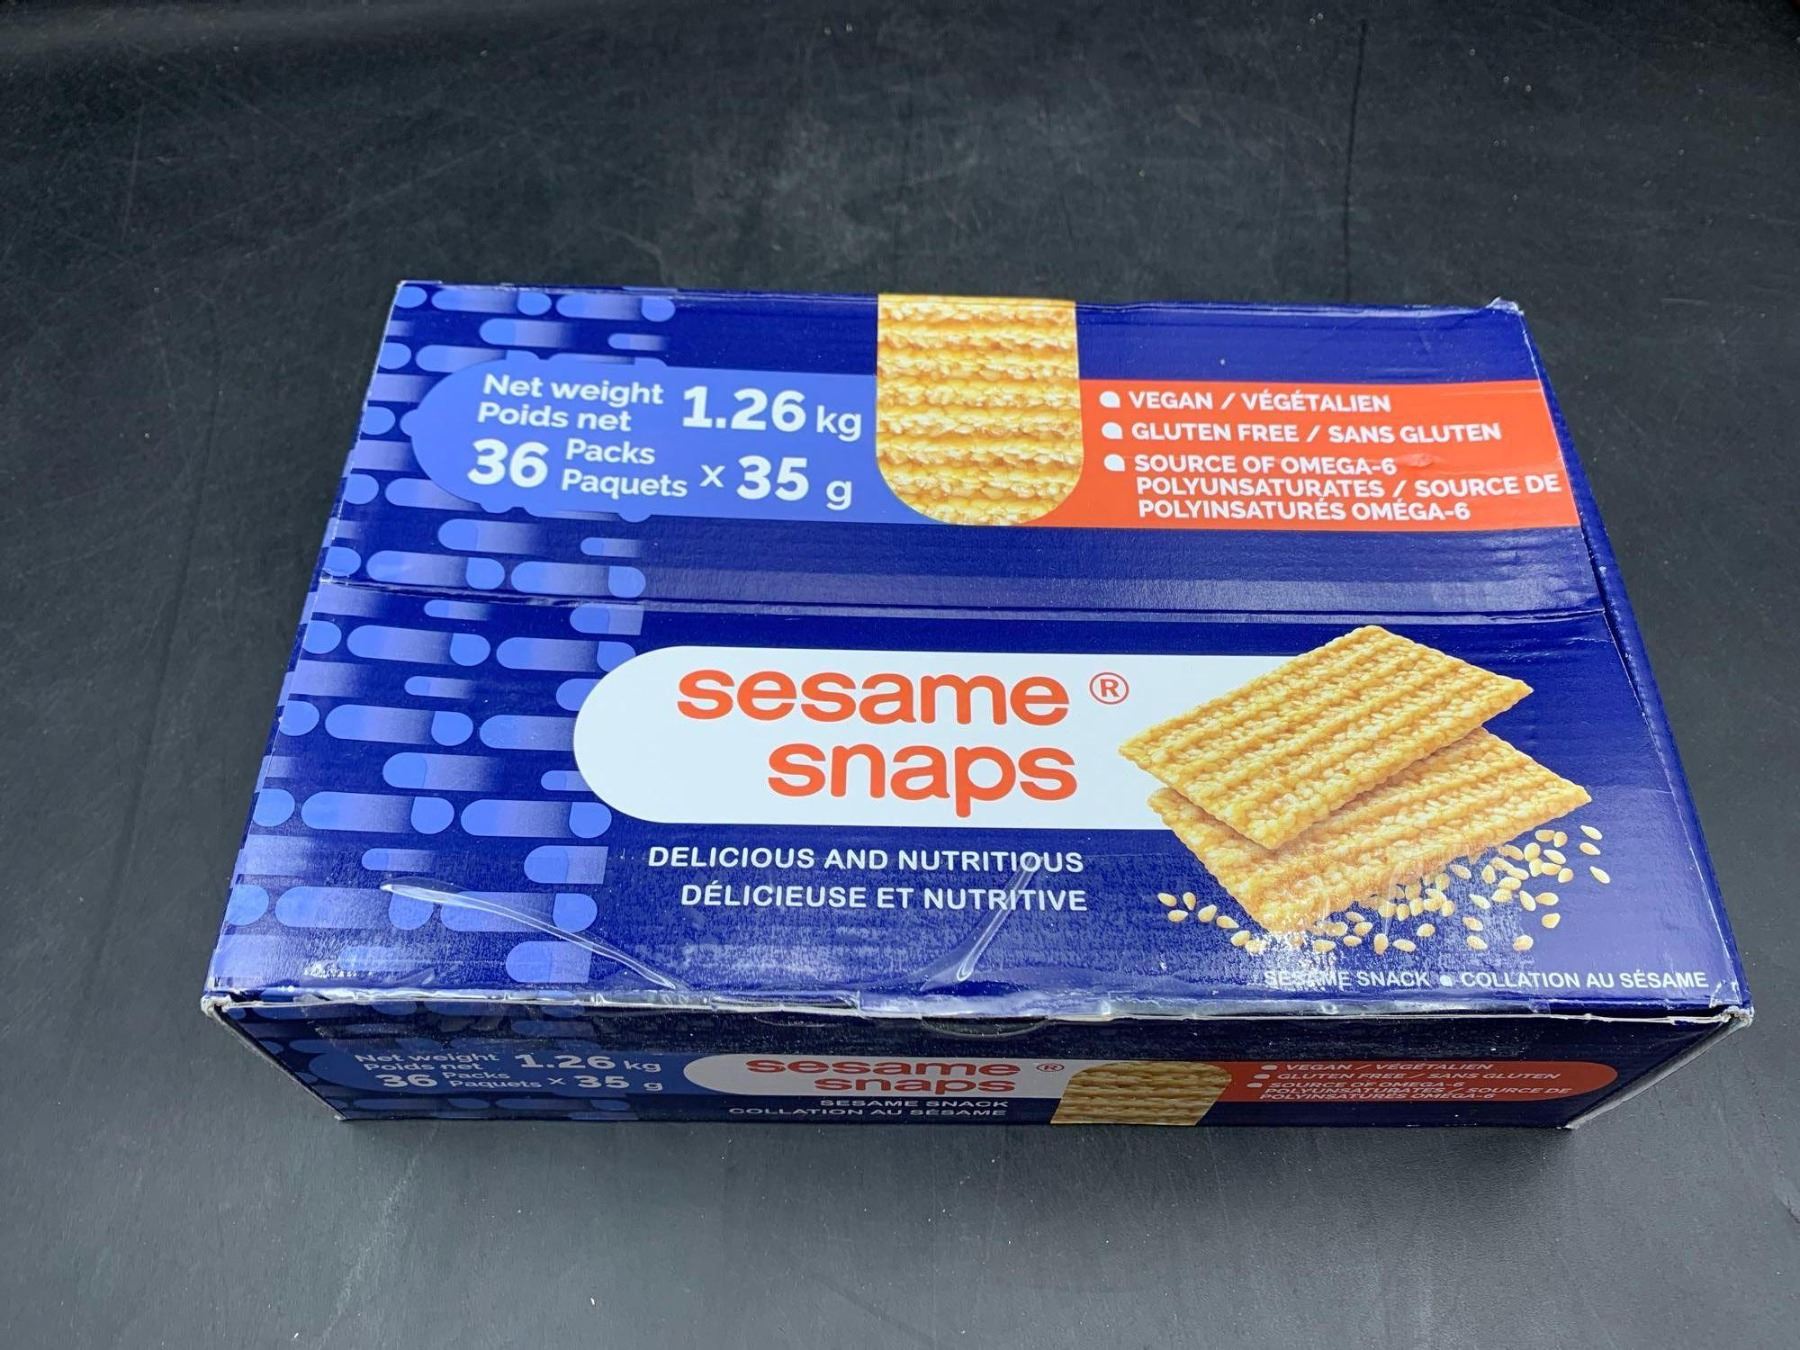 Net weight 1.26 kg
Poids net
36 Packs x 35 g
Paquets
VEGAN / VÉGÉTALIEN
GLUTEN FREE / SANS GLUTEN
SOURCE OF OMEGA-6
POLYUNSATURATES / SOURCE DE
POLYINSATURÉS OMÉGA-6
sesame ®
snaps
DELICIOUS AND NUTRITIOUS
DÉLICIEUSE ET NUTRITIVE
SESAME SNACK • COLLATION AU SÉSAME
Net weight 1.26 kg
Poids net
36 Packs x 35 g
Paquets
sesame ®
snaps
SESAME SNACK
COLLATION AU SÉSAME
VEGAN / VÉGÉTALIEN
GLUTEN FREE / SANS GLUTEN
SOURCE OF OMEGA-6
POLYUNSATURATES / SOURCE DE
POLYINSATURÉS OMÉGA-6